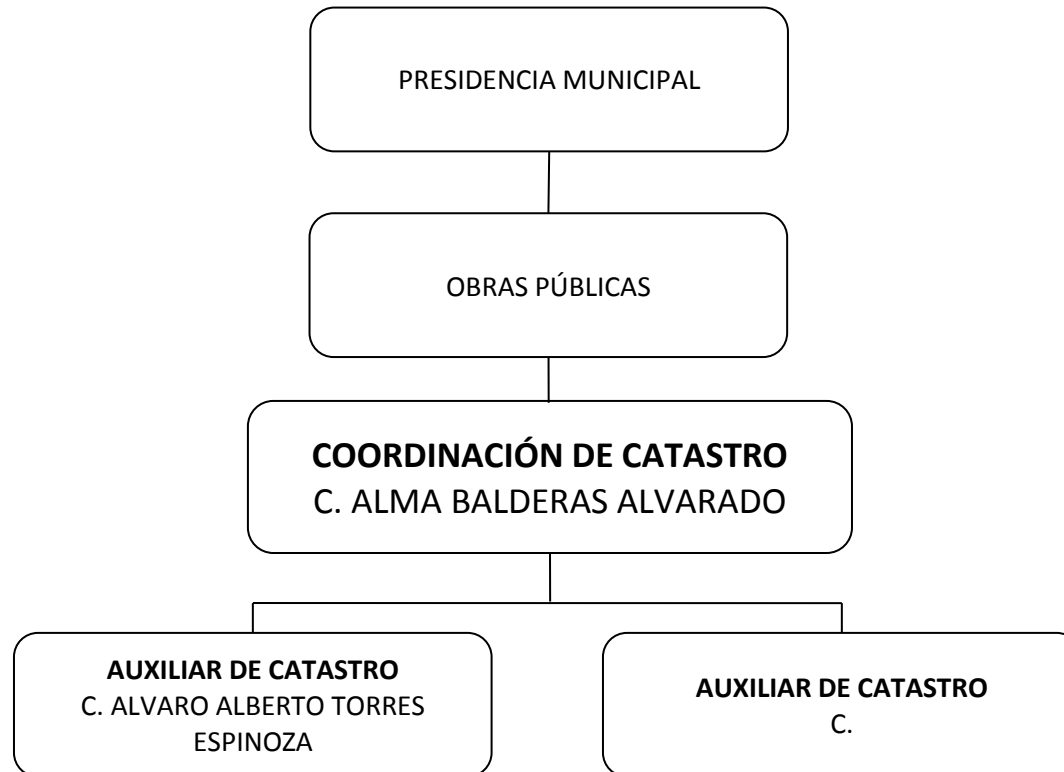 PRESIDENCIA MUNICIPAL
OBRAS PÚBLICAS
COORDINACIÓN DE CATASTRO
C. ALMA BALDERAS ALVARADO
AUXILIAR DE CATASTRO
C. ALVARO ALBERTO TORRES
ESPINOZA
AUXILIAR DE CATASTRO
C.